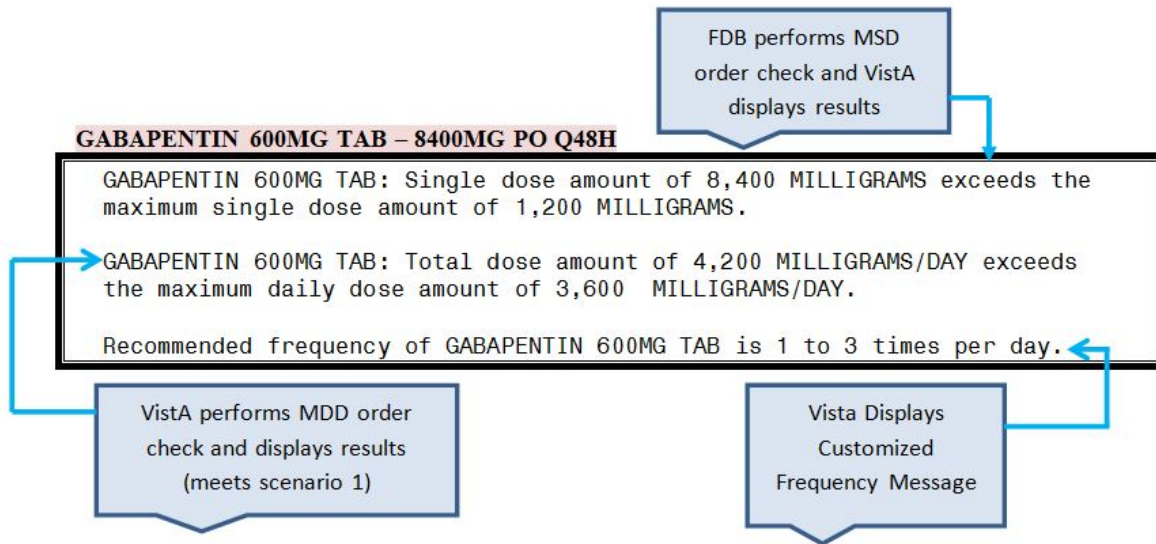 FDB performs MSD
order check and VistA
displays results
GABAPENTIN 600MG TAB – 8400MG PO Q48H
GABAPENTIN 600MG TAB: Single dose amount of 8,400 MILLIGRAMS exceeds the
maximum single dose amount of 1,200 MILLIGRAMS.
GABAPENTIN 600MG TAB: Total dose amount of 4,200 MILLIGRAMS/DAY exceeds
the maximum daily dose amount of 3,600 MILLIGRAMS/DAY.
Recommended frequency of GABAPENTIN 600MG TAB is 1 to 3 times per day.
VistA performs MDD order
check and displays results
(meets scenario 1)
Vista Displays
Customized
Frequency Message